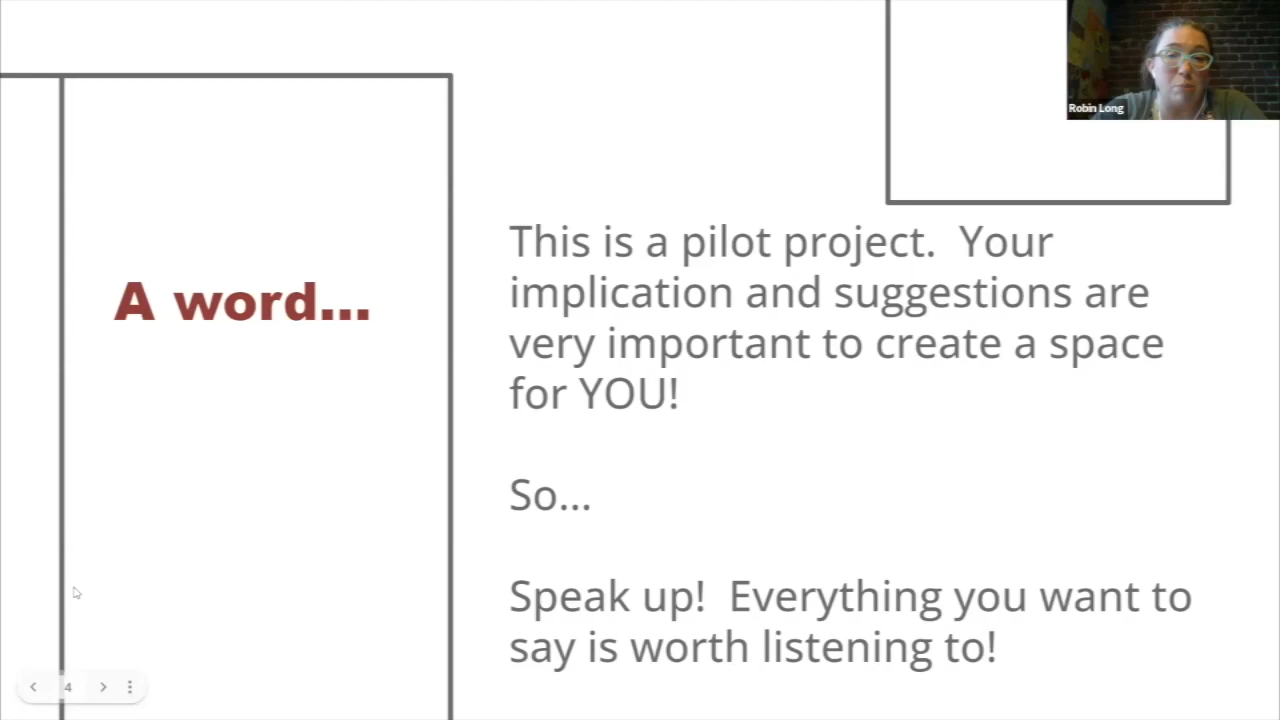 Robin Long
A word...
This is a pilot project.  Your
implication and suggestions are
very important to create a space
for YOU!
So...
Speak up!  Everything you want to
say is worth listening to!
4